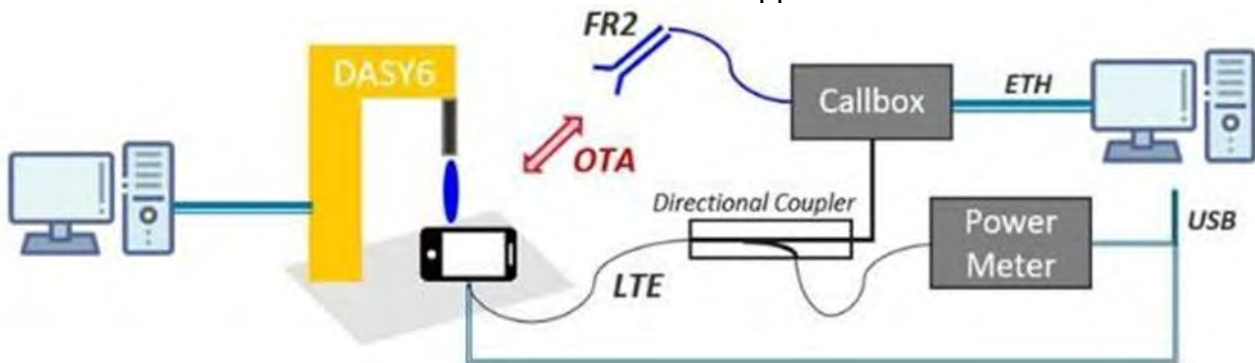 FR2
DASY6
Callbox
ETH
OTA
Directional Coupler
Power
Meter
USB
LTE